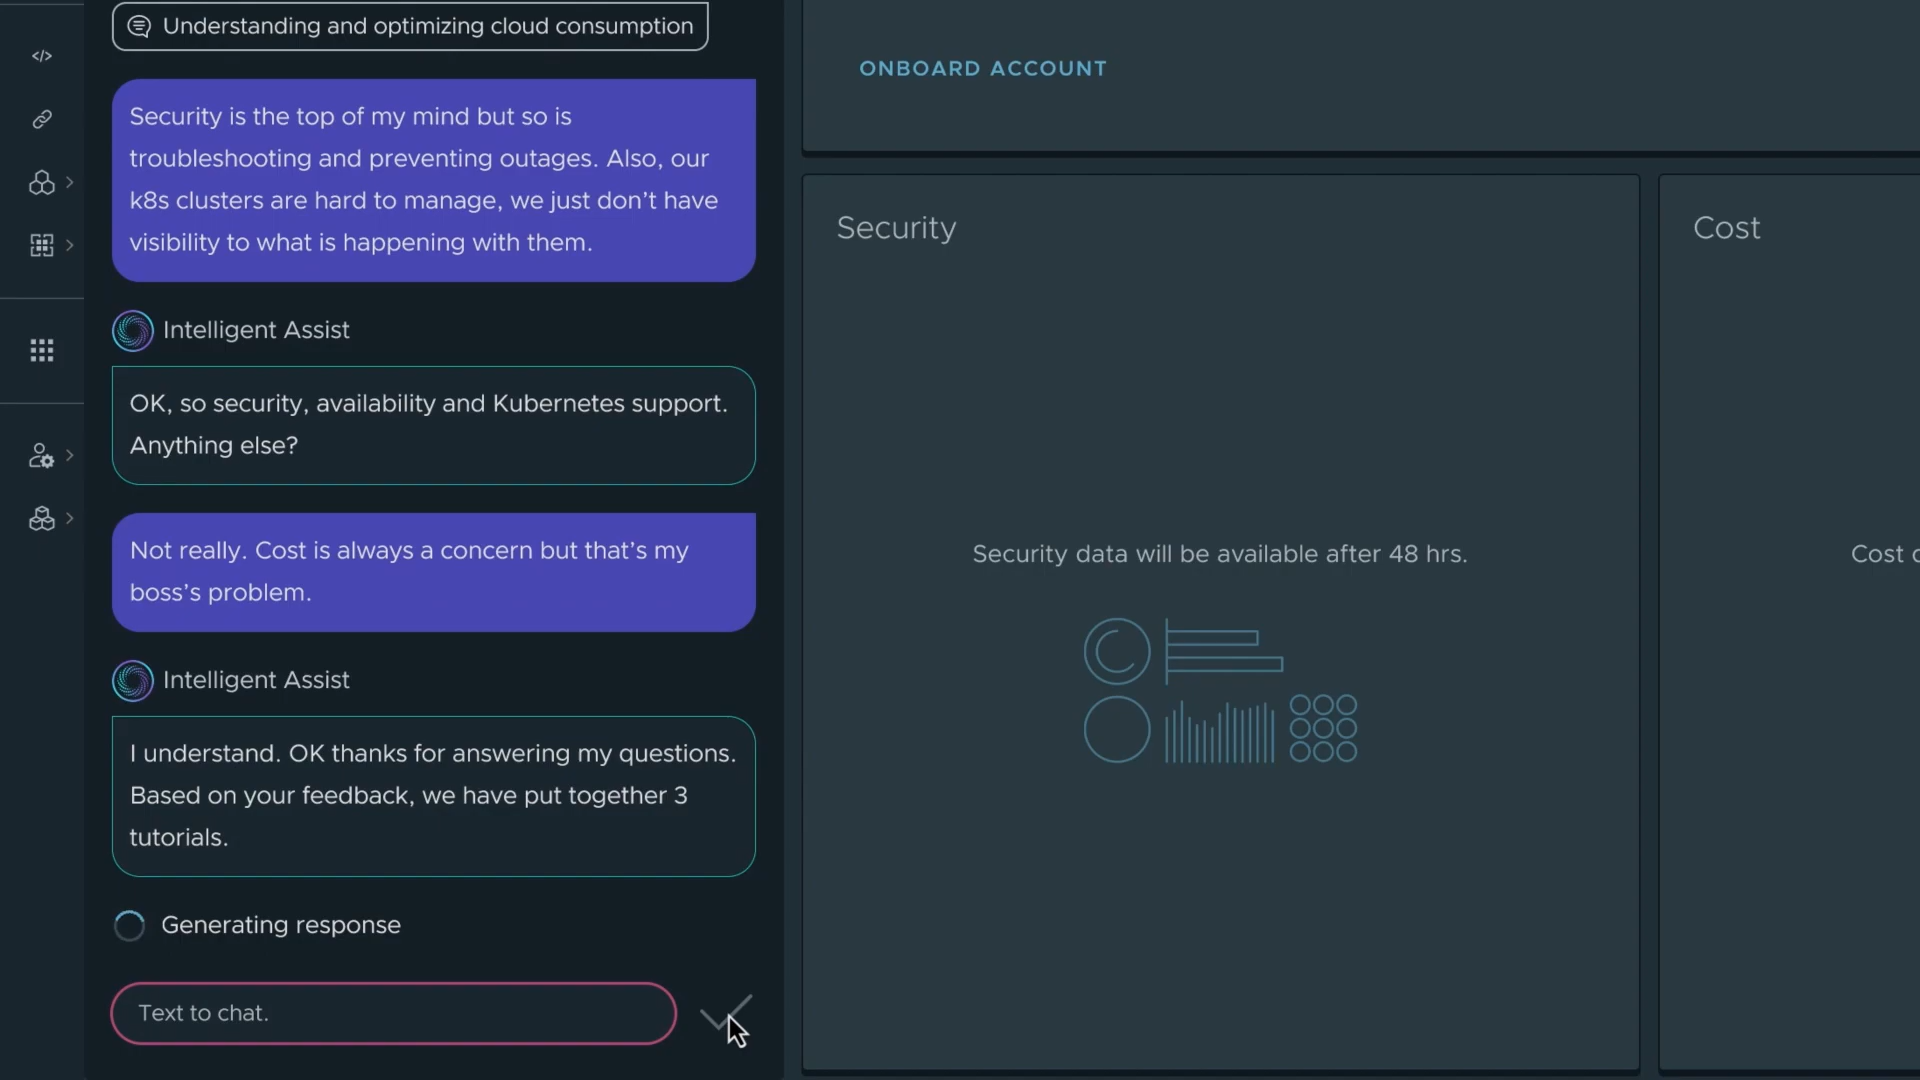 Understanding and optimizing cloud consumption
Security is the top of my mind but so is
troubleshooting and preventing outages. Also, our
k8s clusters are hard to manage, we just don’t have
visibility to what is happening with them.
Intelligent Assist
OK, so security, availability and Kubernetes support.
Anything else?
Not really. Cost is always a concern but that’s my
boss’s problem.
Intelligent Assist
I understand. OK thanks for answering my questions.
Based on your feedback, we have put together 3
tutorials.
Generating response
Text to chat.
ONBOARD ACCOUNT
Security
Security data will be available after 48 hrs.
Cost
Cost